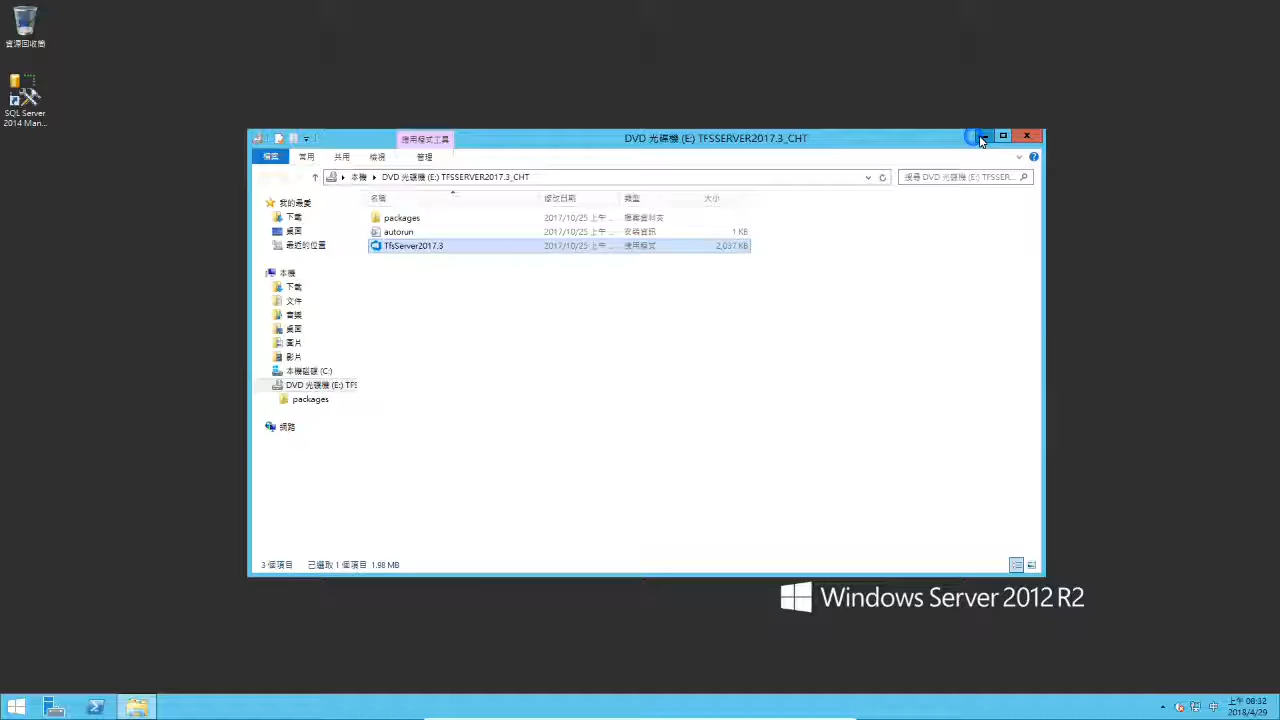 資源回收筒
SQL Server
2014 Man...
應用程式工具
DVD 光碟機 (E:) TFSSERVER2017.3_CHT
檔案 常用 共用 檢視 管理
本機 DVD 光碟機 (E:) TFSSERVER2017.3_CHT
搜尋 DVD 光碟機 (E:) TFSSER...
名稱 修改日期 類型 大小
packages 2017/10/25 上午 ... 檔案資料夾
autorun 2017/10/25 上午 ... 安裝資訊 1 KB
TfsServer2017.3 2017/10/25 上午 ... 應用程式 2,037 KB
我的最愛
下載
桌面
最近的位置
本機
下載
文件
音樂
桌面
圖片
影片
本機磁碟 (C:)
DVD 光碟機 (E:) TFS
packages
網路
3 個項目 已選取 1 個項目 1.98 MB
Windows Server 2012 R2
中
上午 08:32
2018/4/29